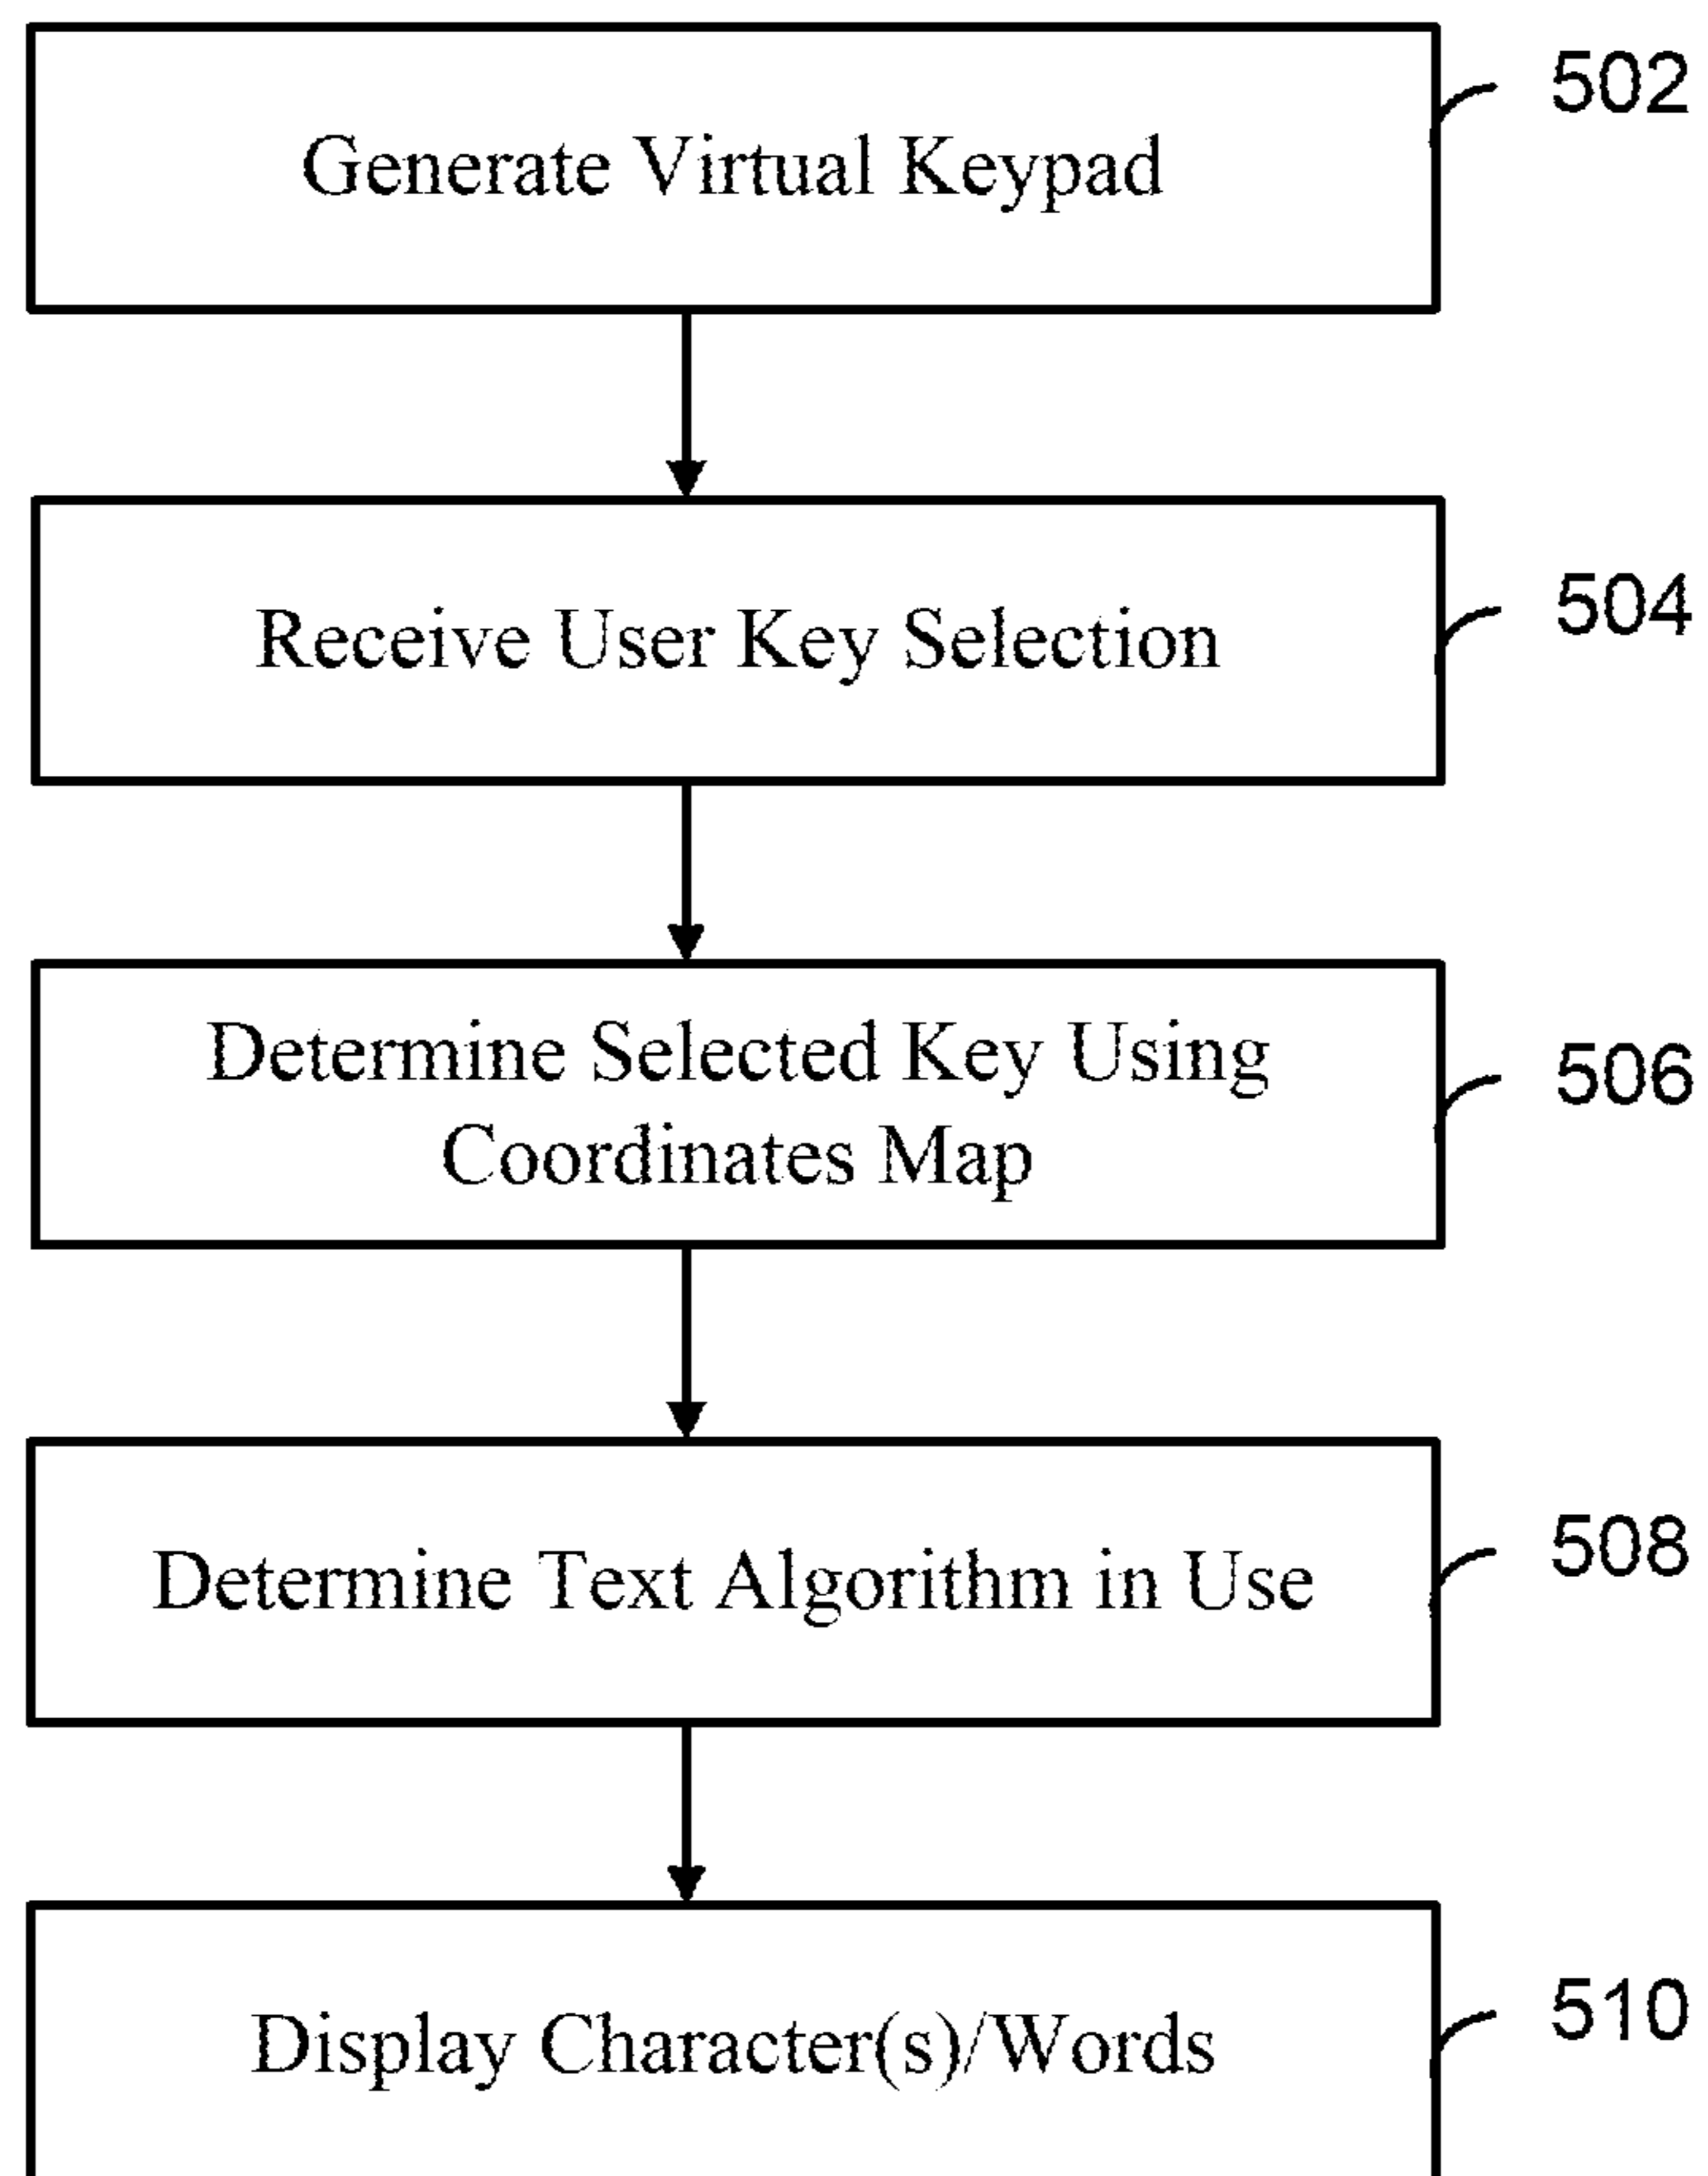 502
Generate Virtual Keypad
504
Receive User Key Selection
506
Determine Selected Key Using
Coordinates Map
508
Determine Text Algorithm in Use
510
Display Character(s)/Words